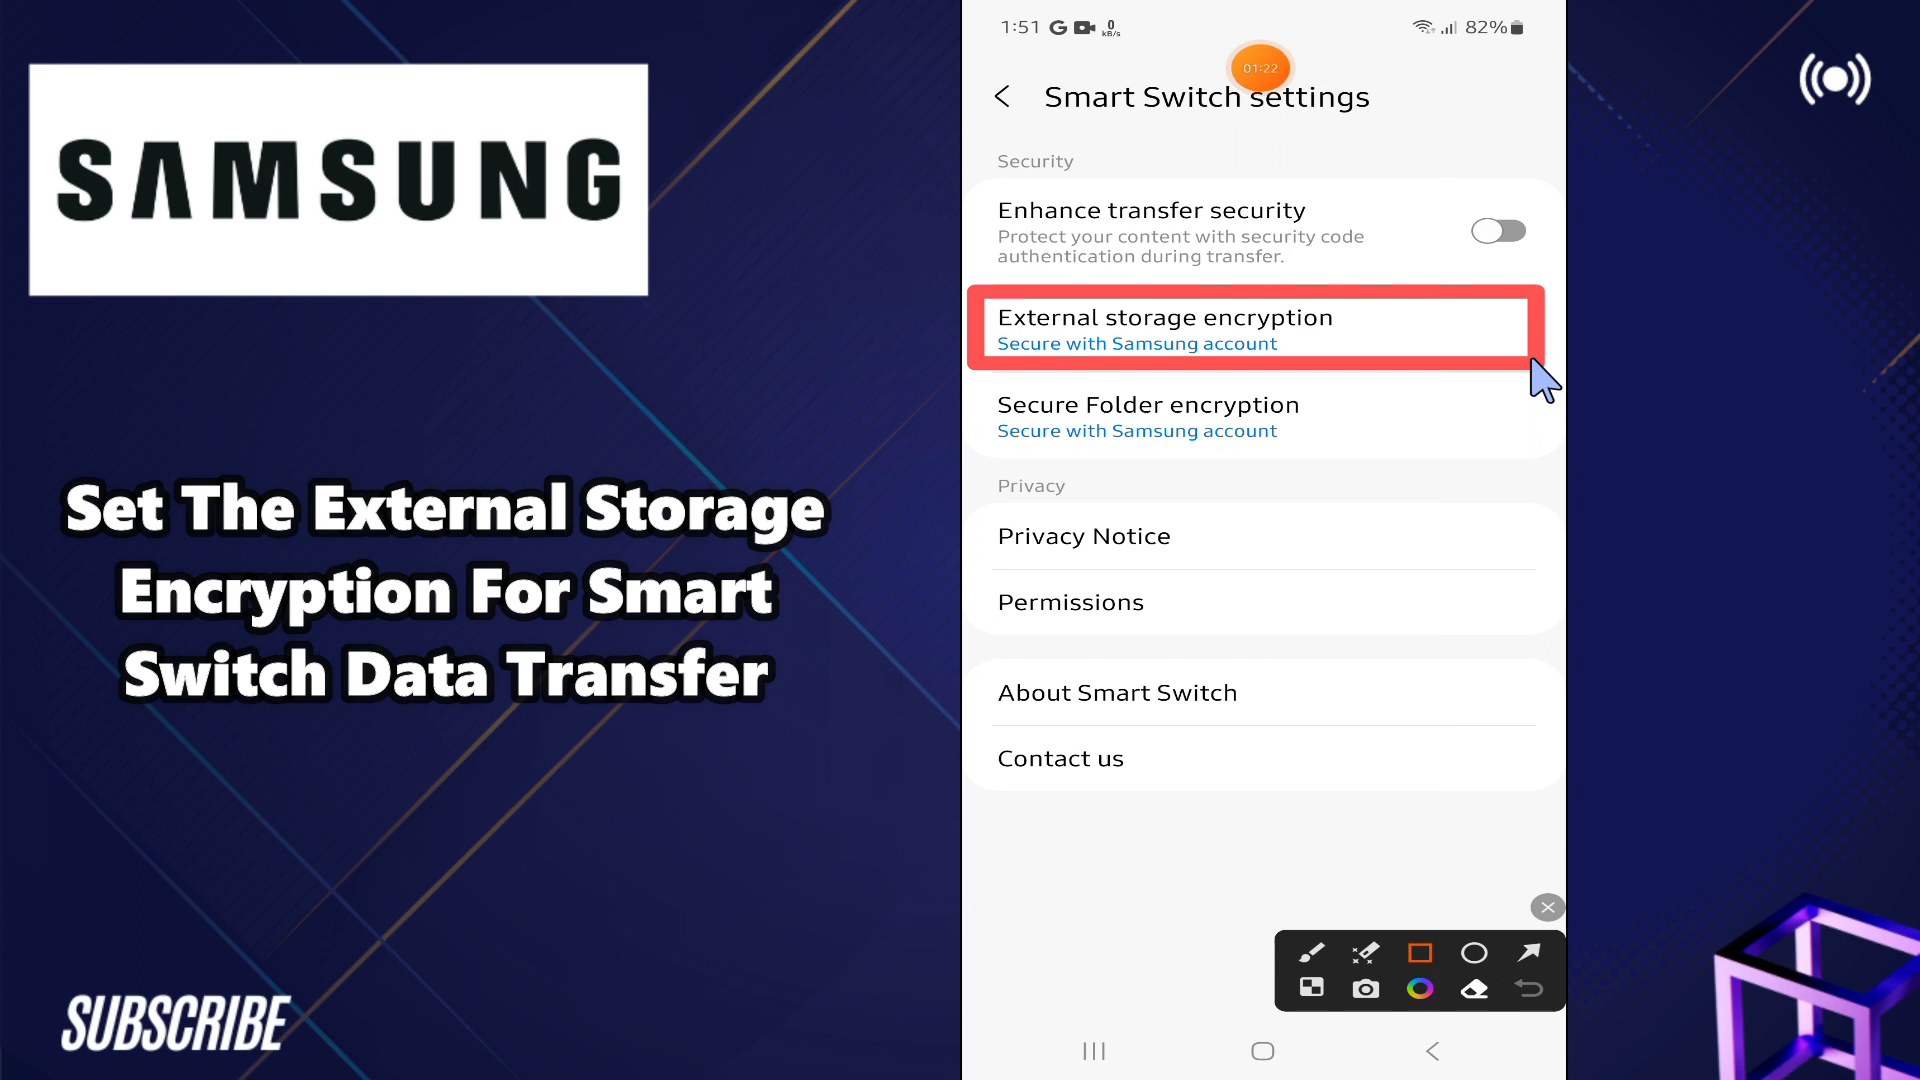 SAMSUNG
Set The External Storage
Encryption For Smart
Switch Data Transfer
SUBSCRIBE
1:51 G 0 kB/s 82%
01:22
Smart Switch settings
Security
Enhance transfer security
Protect your content with security code
authentication during transfer.
External storage encryption
Secure with Samsung account
Secure Folder encryption
Secure with Samsung account
Privacy
Privacy Notice
Permissions
About Smart Switch
Contact us